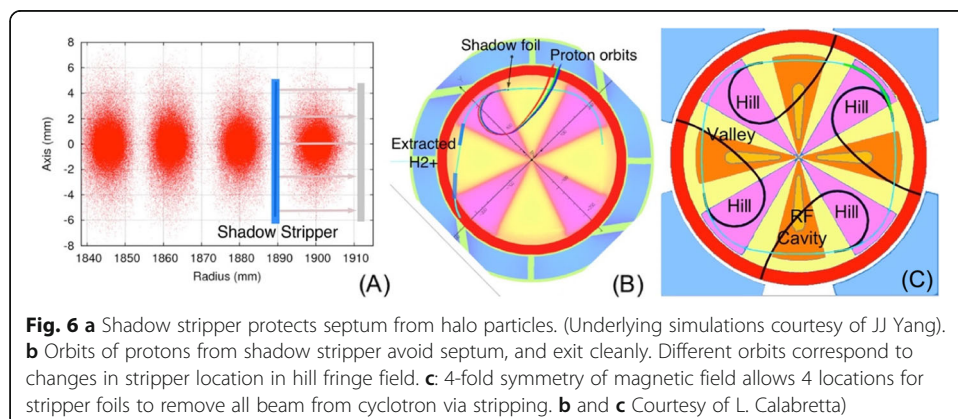 8
6
4
2
0
-2
-4
-6
-8
Axis (mm)
1840 1850 1860 1870 1880 1890 1900 1910
Radius (mm)
Shadow Stripper
(A)
Shadow foil
Proton orbits
Extracted
H2+
(B)
(C)
Hill
Hill
Valley
Hill
Hill
RF
Cavity
Fig. 6 a Shadow stripper protects septum from halo particles. (Underlying simulations courtesy of JJ Yang).
b Orbits of protons from shadow stripper avoid septum, and exit cleanly. Different orbits correspond to
changes in stripper location in hill fringe field. c: 4-fold symmetry of magnetic field allows 4 locations for
stripper foils to remove all beam from cyclotron via stripping. b and c Courtesy of L. Calabretta)